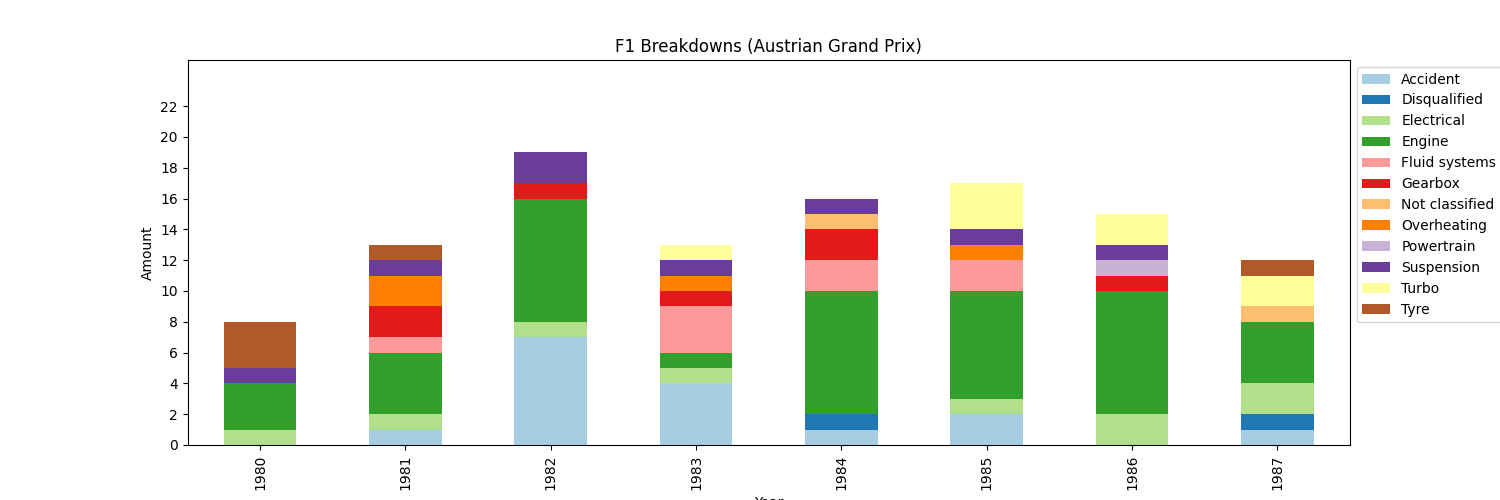 F1 Breakdowns (Austrian Grand Prix)
Amount
22
20
18
16
14
12
10
8
6
4
2
0
1980
1981
1982
1983
1984
1985
1986
1987
Year
Accident
Disqualified
Electrical
Engine
Fluid systems
Gearbox
Not classified
Overheating
Powertrain
Suspension
Turbo
Tyre